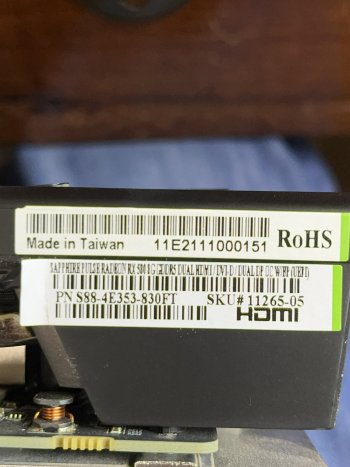 Made in Taiwan 11E2111000151 RoHS
SAPPHIRE PULSE RADEON RX 580 8G GDDR5 DUAL HDMI / DVI-D / DUAL DP OC W/BP (UEFI)
PN S88-4E353-830FT SKU# 11265-05
HDMI